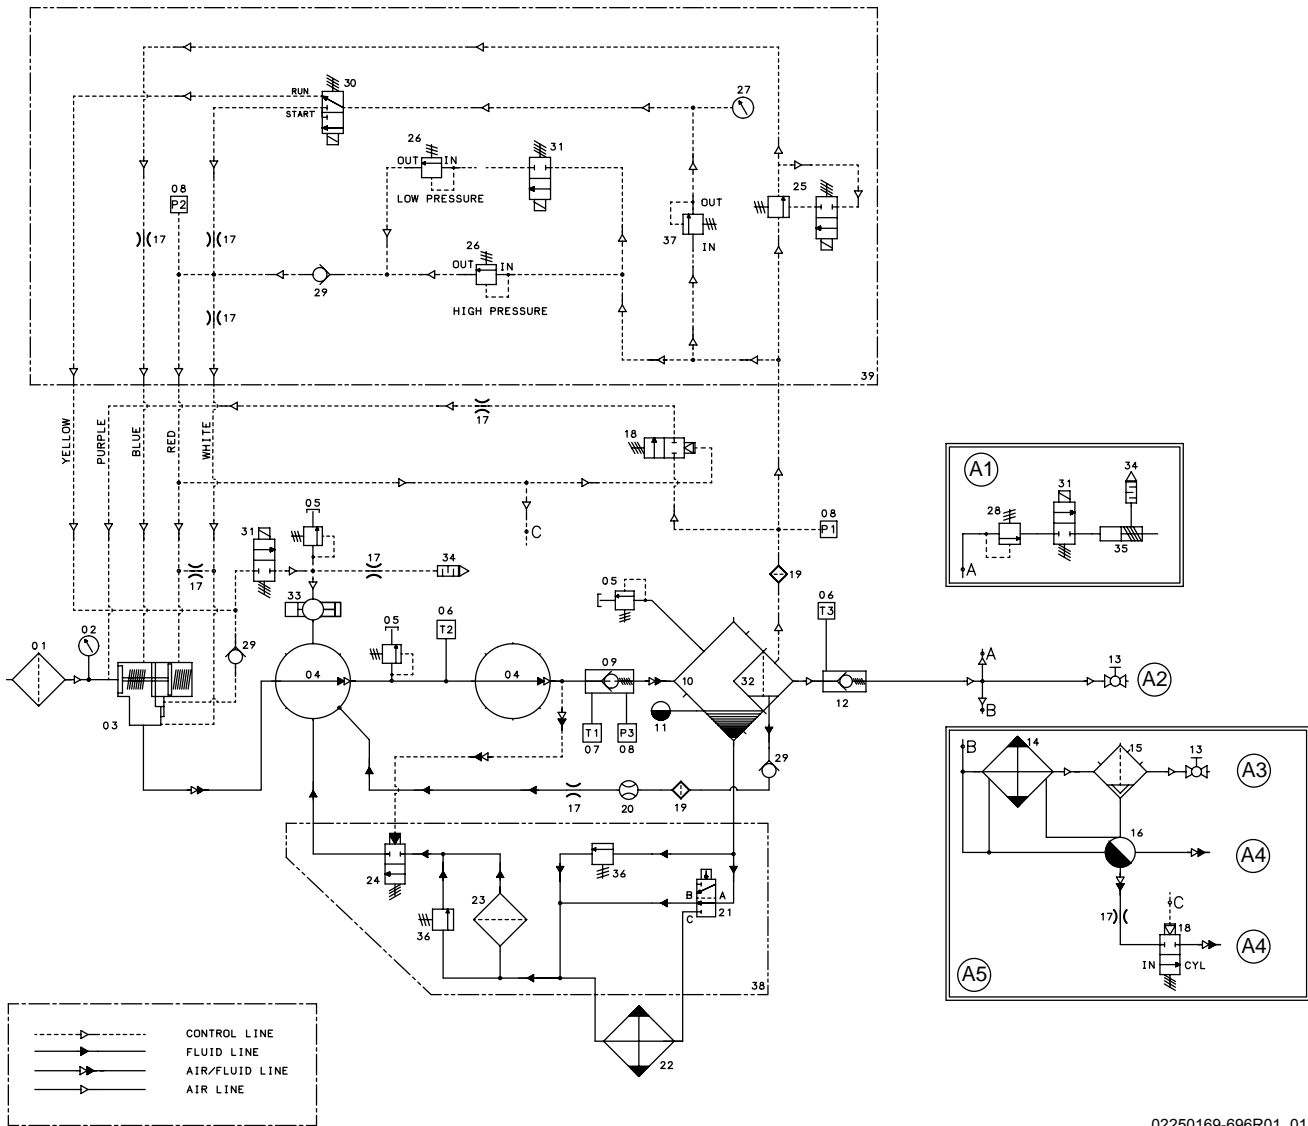 30
RUN
START
27
26
OUT IN
LOW PRESSURE
31
08
P2
25
OUT
37
IN
17
17
26
OUT IN
HIGH PRESSURE
29
17
39
YELLOW
PURPLE
BLUE
RED
WHITE
17
18
A1
34
31
28
35
A
05
31
C
08
P1
17
34
19
17
33
05
06
T3
06
T2
05
01
02
29
04
04
09
10
32
12
A
13
A2
B
03
T1
P3
07
08
11
29
B
14
15
13
A3
17
20
19
16
A4
24
23
36
36
B A
21
C
17
C
18
A4
IN CYL
A5
38
22
CONTROL LINE
FLUID LINE
AIR/FLUID LINE
AIR LINE
02250169-696R01_01